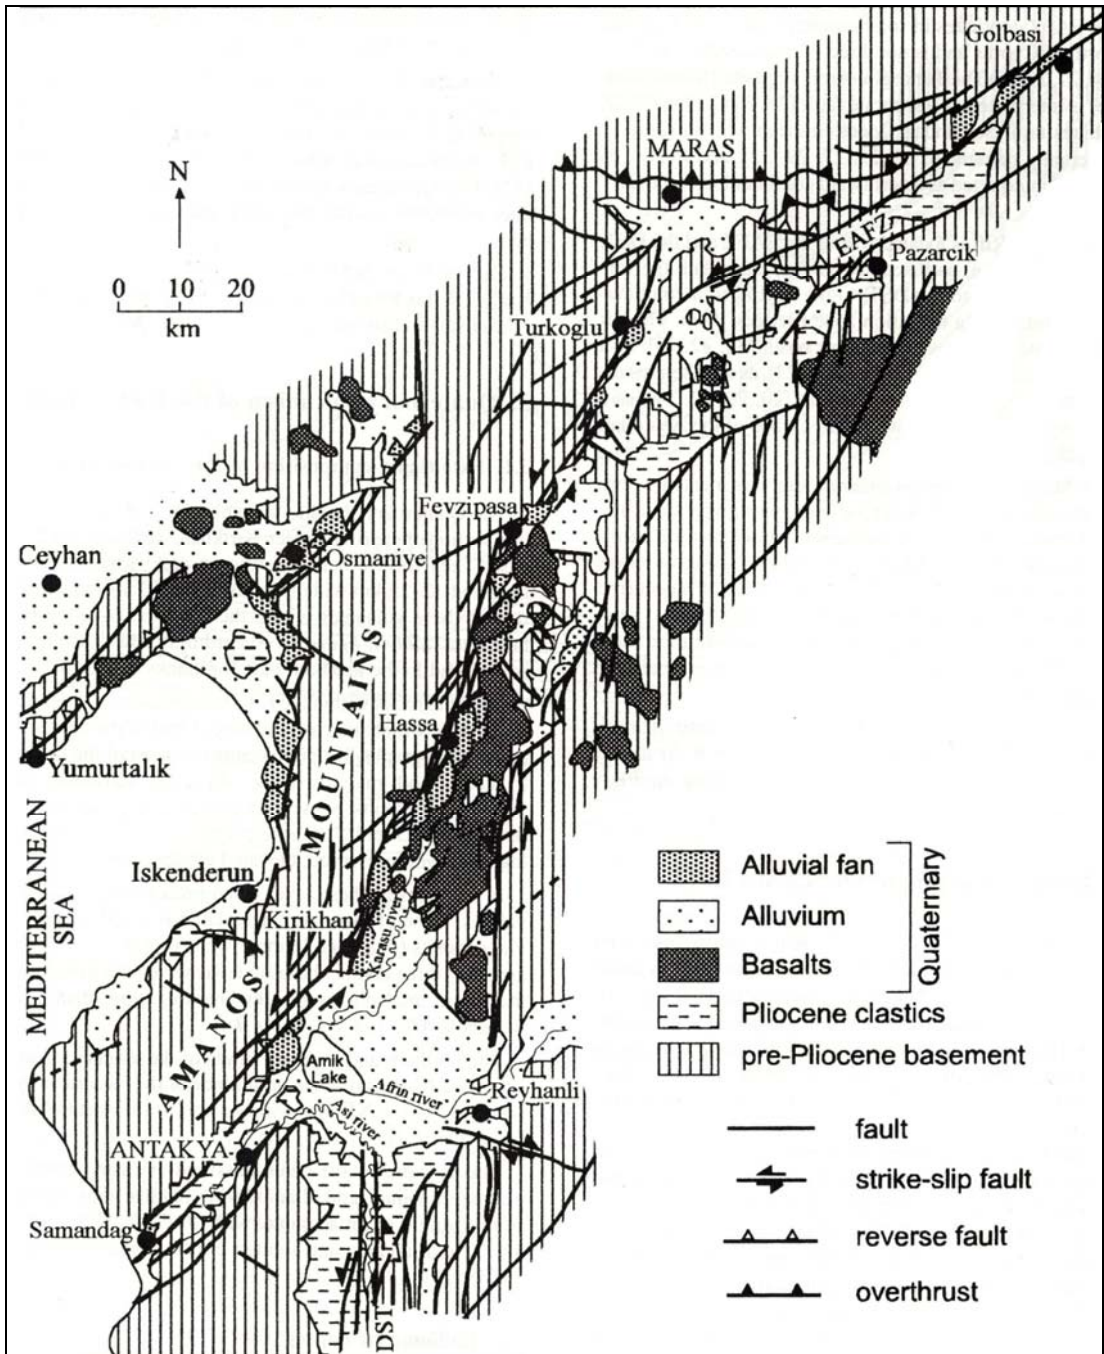 Golbasi
MARAS
N
EAFZ
Pazarcik
0 10 20
km
Turkoglu
Fevzipasa
Ceyhan
Osmaniye
Hassa
Yumurtalık
AMANOS MOUNTAINS
MEDITERRANEAN
SEA
Iskenderun
Kirikhan
Karasu river
Amik
Lake
Afrin river
Reyhanli
Asi river
ANTAKYA
Samandag
DST
Alluvial fan
Alluvium
Basalts
Quaternary
Pliocene clastics
pre-Pliocene basement
fault
strike-slip fault
reverse fault
overthrust